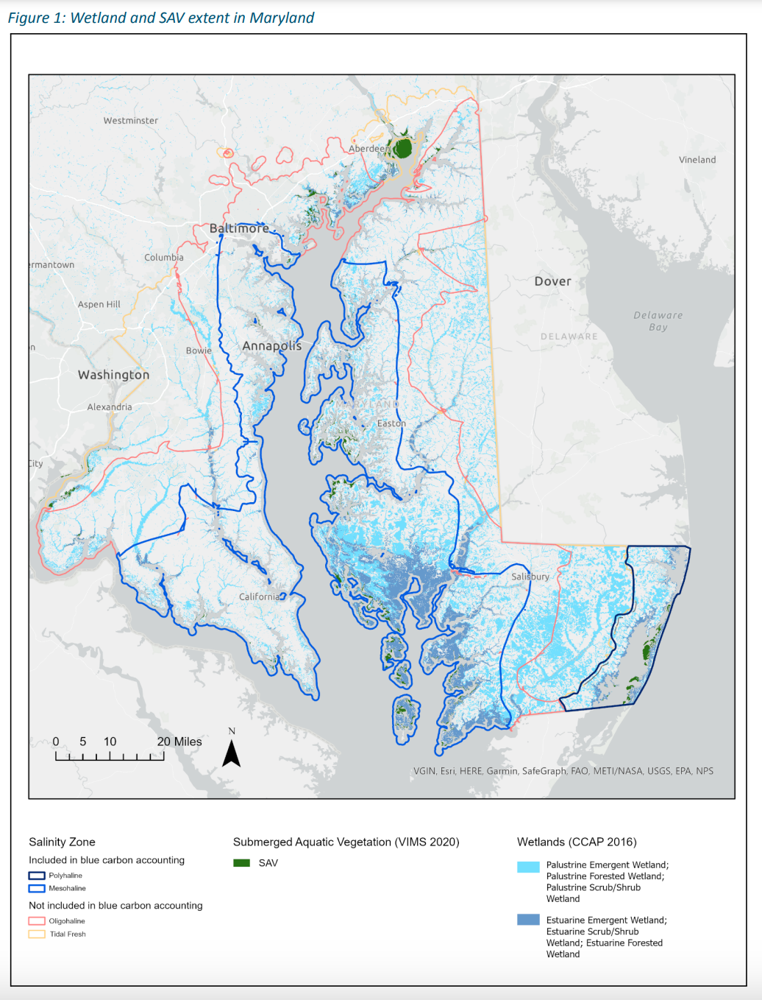 Figure 1: Wetland and SAV extent in Maryland
Westminster
Aberdeen
Vineland
Baltimore
Columbia
ermantown
Dover
Aspen Hill
Delaware
Bay
DELAWARE
on
Annapolis
Bowie
Washington
Alexandria
MARYLAND
Easton
City
Salisbury
California
N
0 5 10 20 Miles
VGIN, Esri, HERE, Garmin, SafeGraph, FAO, METI/NASA, USGS, EPA, NPS
Salinity Zone
Included in blue carbon accounting
Polyhaline
Mesohaline
Not included in blue carbon accounting
Oligohaline
Tidal Fresh
Submerged Aquatic Vegetation (VIMS 2020)
SAV
Wetlands (CCAP 2016)
Palustrine Emergent Wetland;
Palustrine Forested Wetland;
Palustrine Scrub/Shrub
Wetland
Estuarine Emergent Wetland;
Estuarine Scrub/Shrub
Wetland; Estuarine Forested
Wetland